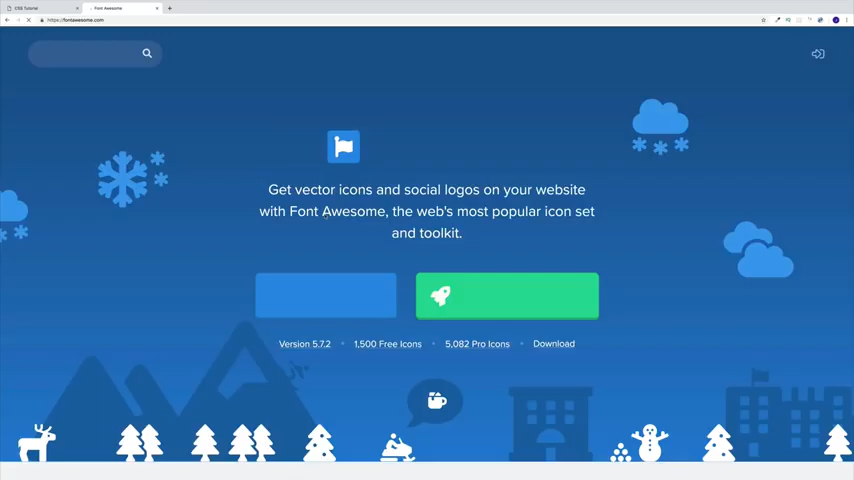 CSS Tutorial
Font Awesome
https://fontawesome.com
Get vector icons and social logos on your website
with Font Awesome, the web's most popular icon set
and toolkit.
Version 5.7.2
1,500 Free Icons
5,082 Pro Icons
Download